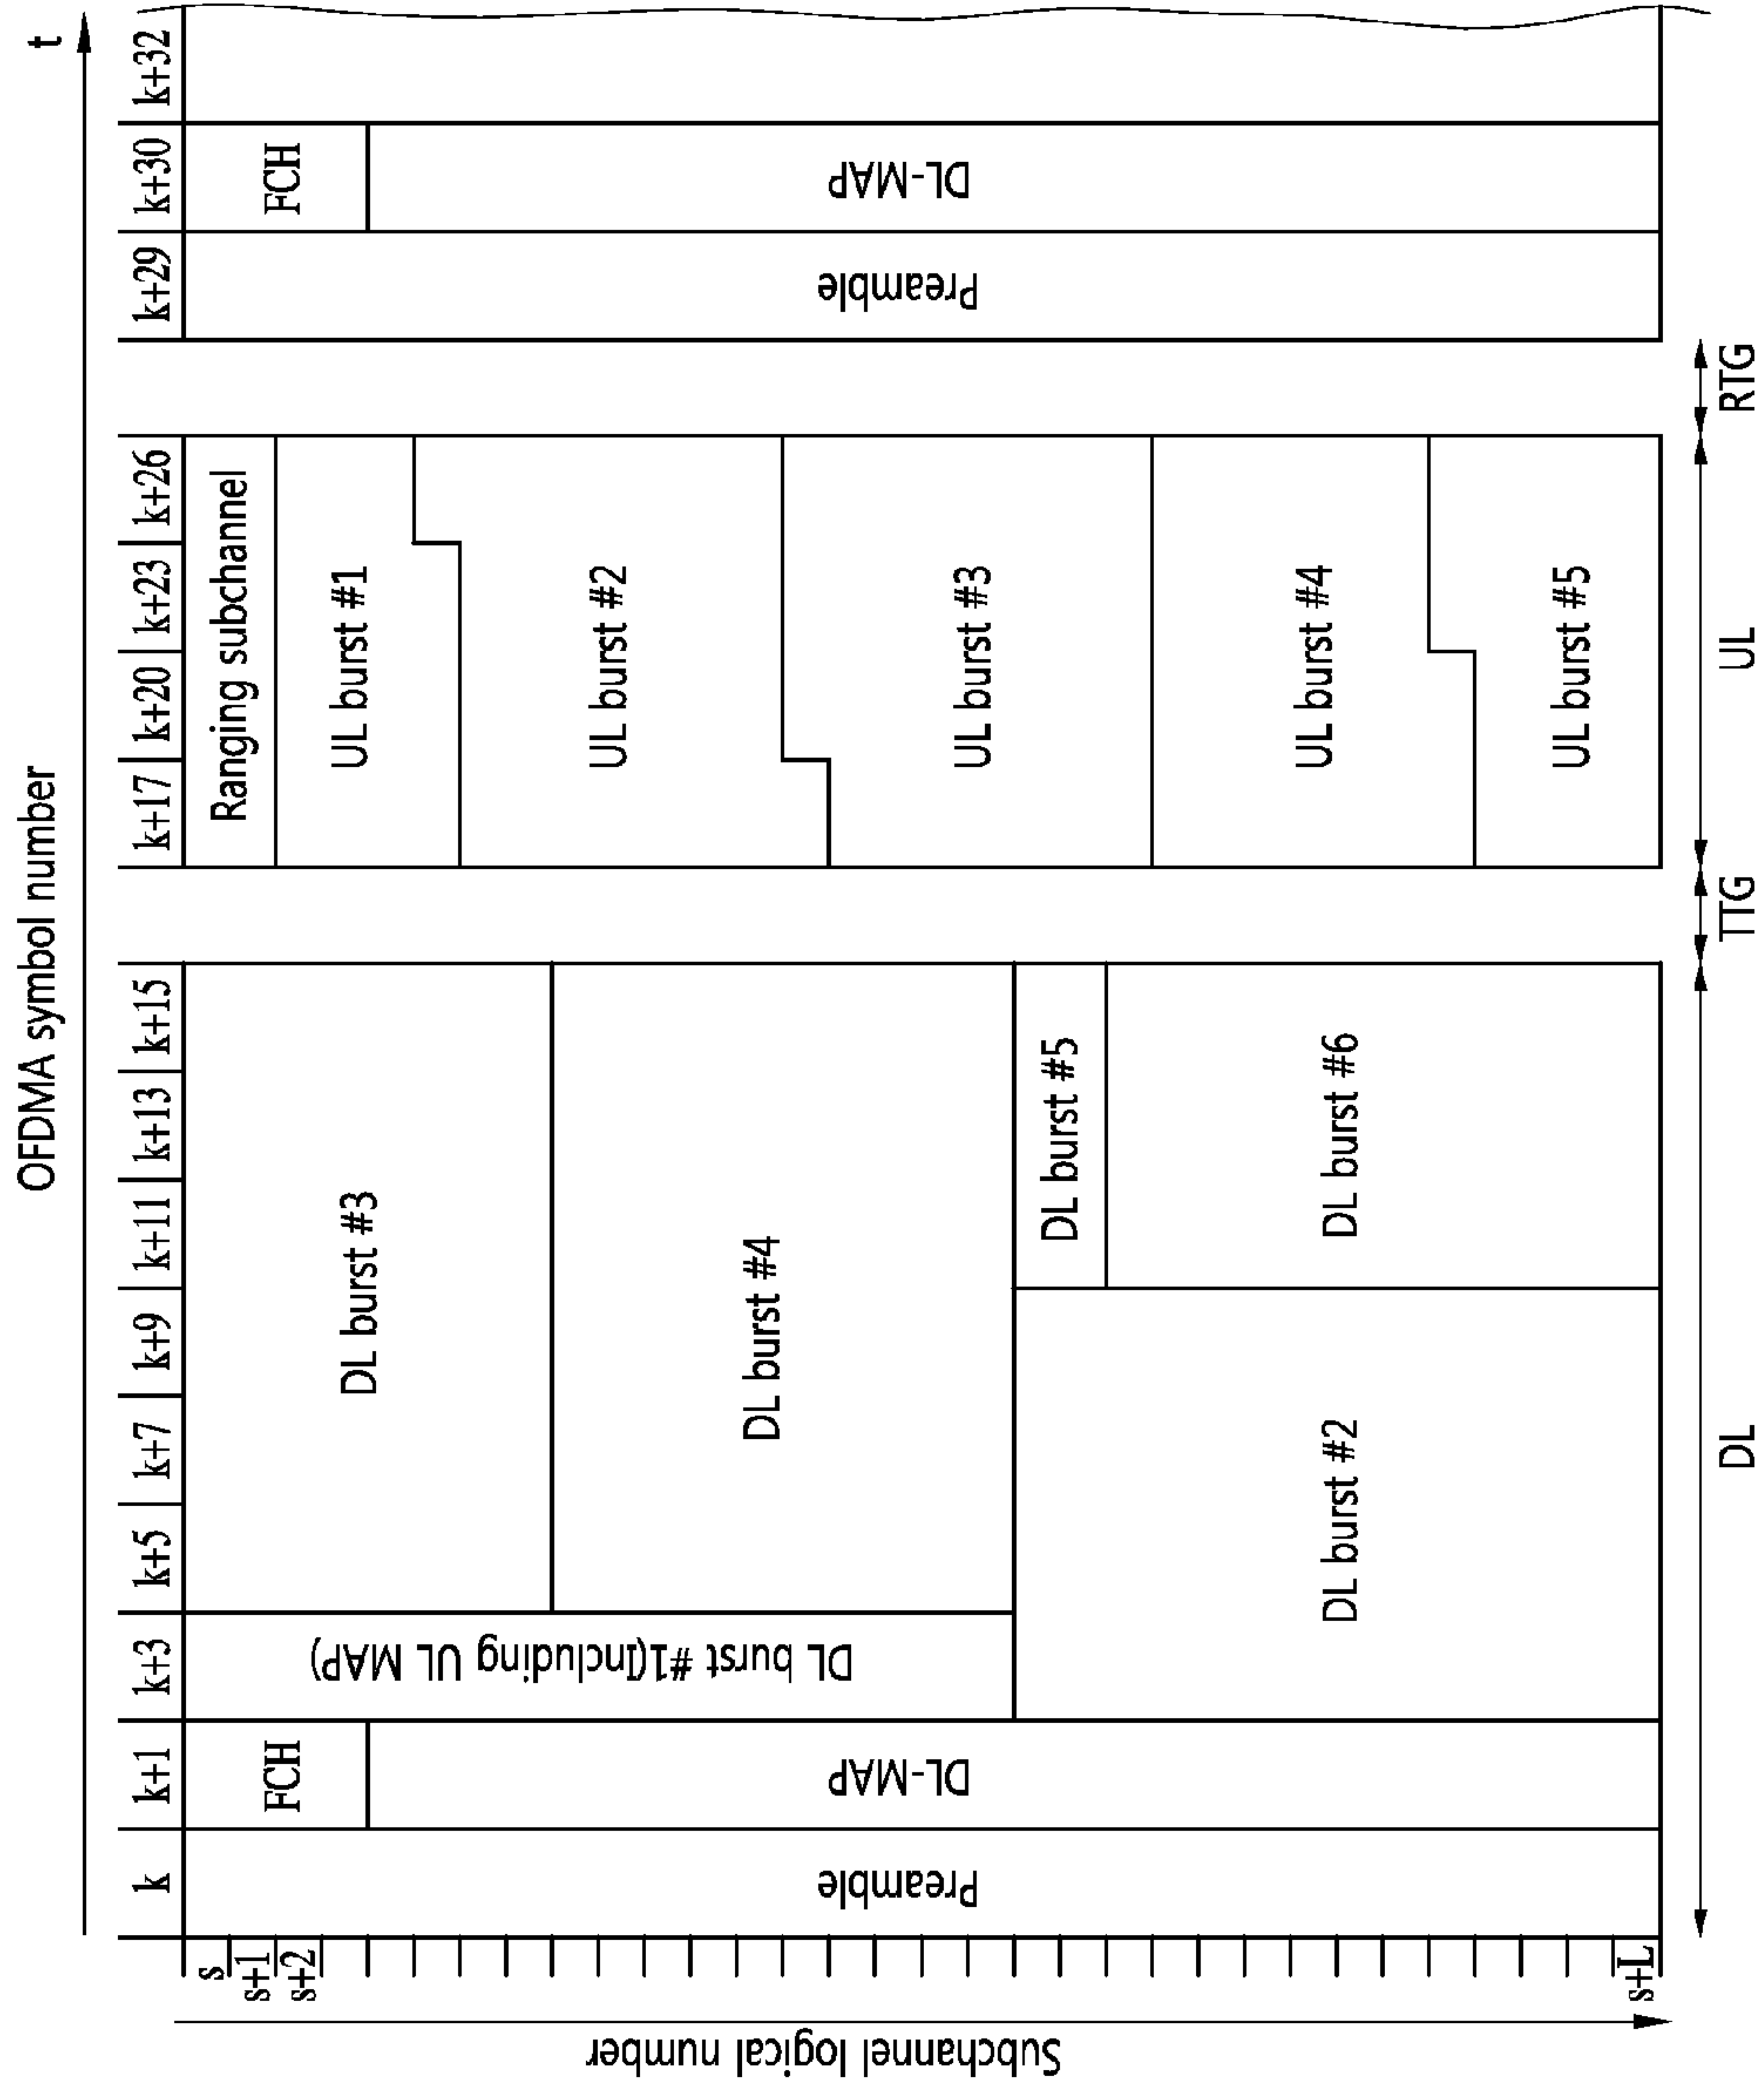 OFDMA symbol number
t
k
k+1
k+3
k+5
k+7
k+9
k+11
k+13
k+15
k+17
k+20
k+23
k+26
k+29
k+30
k+32
Subchannel logical number
s
s+1
s+2
s+L
Preamble
FCH
DL-MAP
DL burst #1(Including UL MAP)
DL burst #3
DL burst #4
DL burst #2
DL burst #5
DL burst #6
Ranging subchannel
UL burst #1
UL burst #2
UL burst #3
UL burst #4
UL burst #5
Preamble
FCH
DL-MAP
DL
TTG
UL
RTG